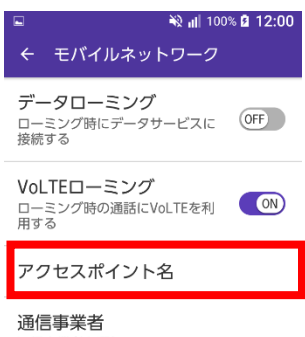 100% 12:00
← モバイルネットワーク
データローミング
ローミング時にデータサービスに
接続する
OFF
VoLTEローミング
ローミング時の通話にVoLTEを利
用する
ON
アクセスポイント名
通信事業者